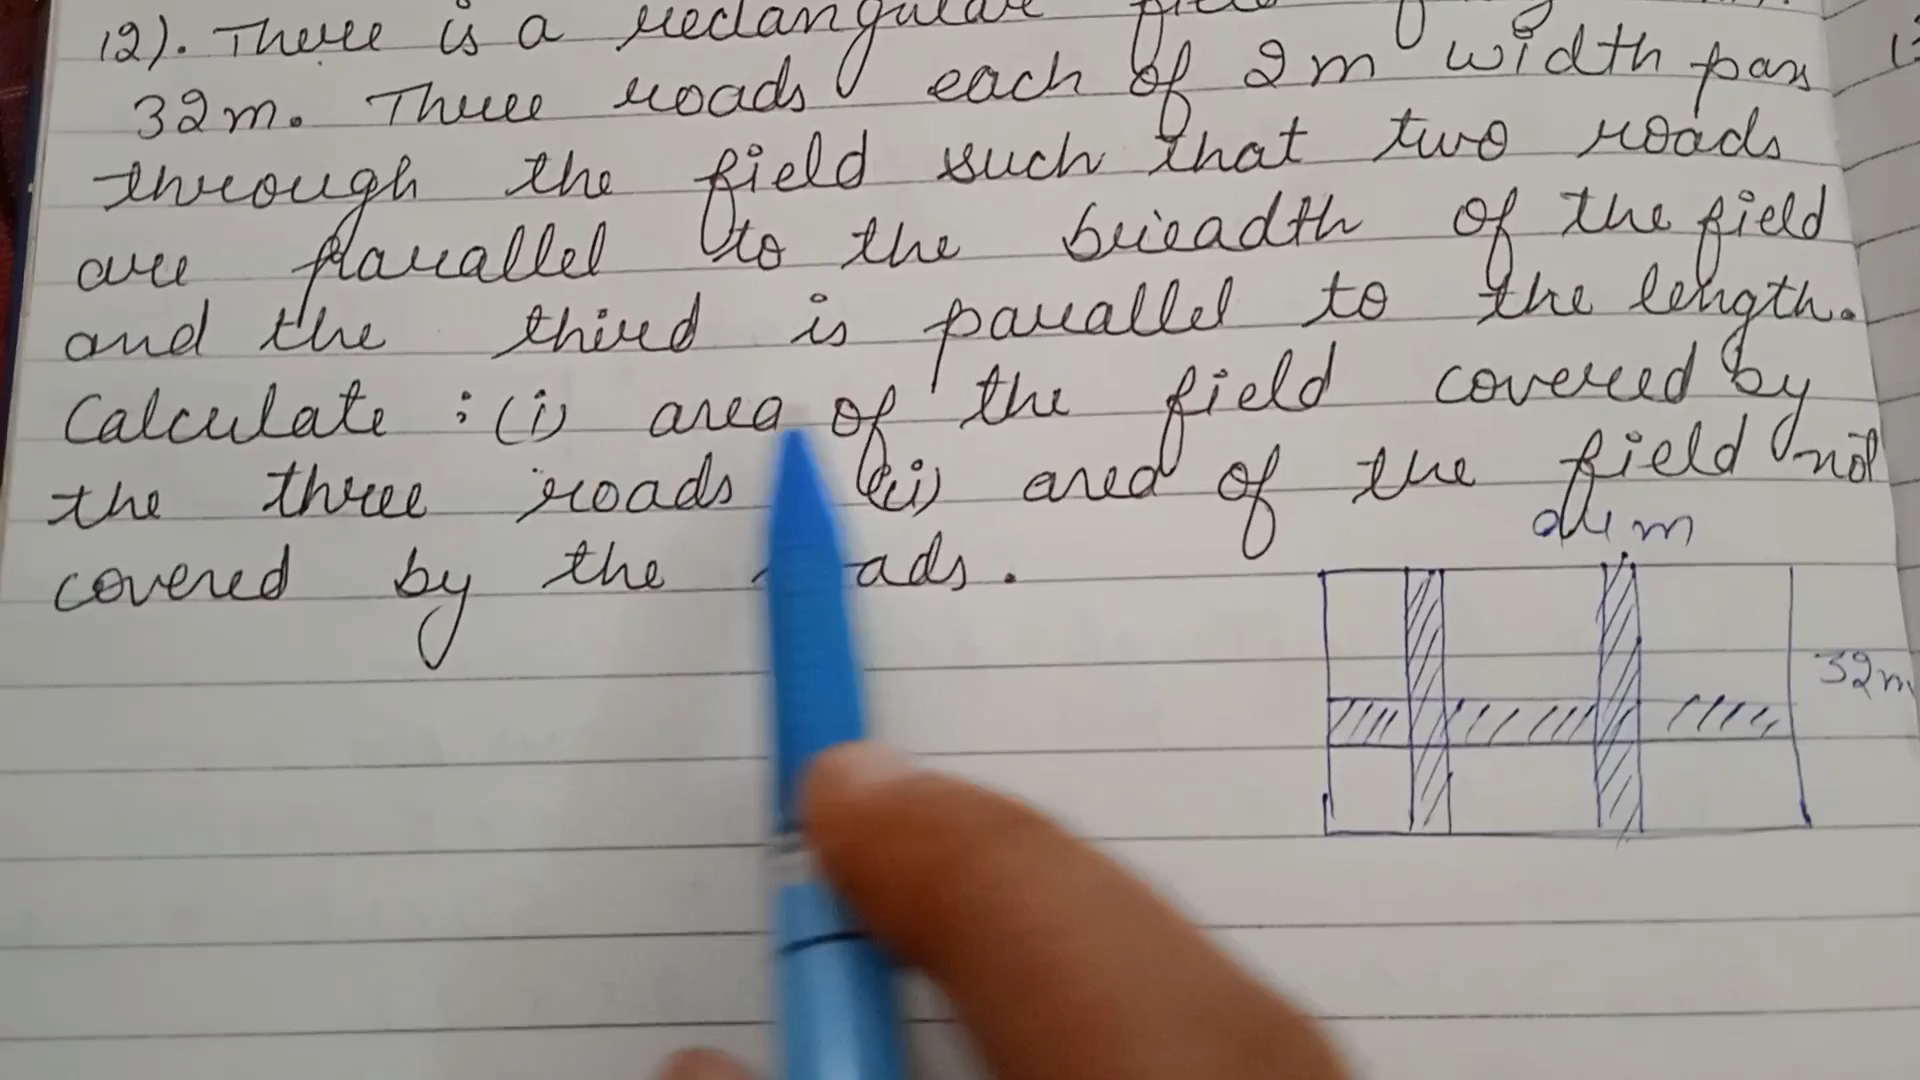 12). There is a rectangular
32m. Three roads each of 2m width pass
through the field such that two roads
are parallel to the breadth of the field
and the third is parallel to the length.
Calculate : (i) area of the field covered by
the three roads (ii) area of the field not
covered by the ads.
m
32m